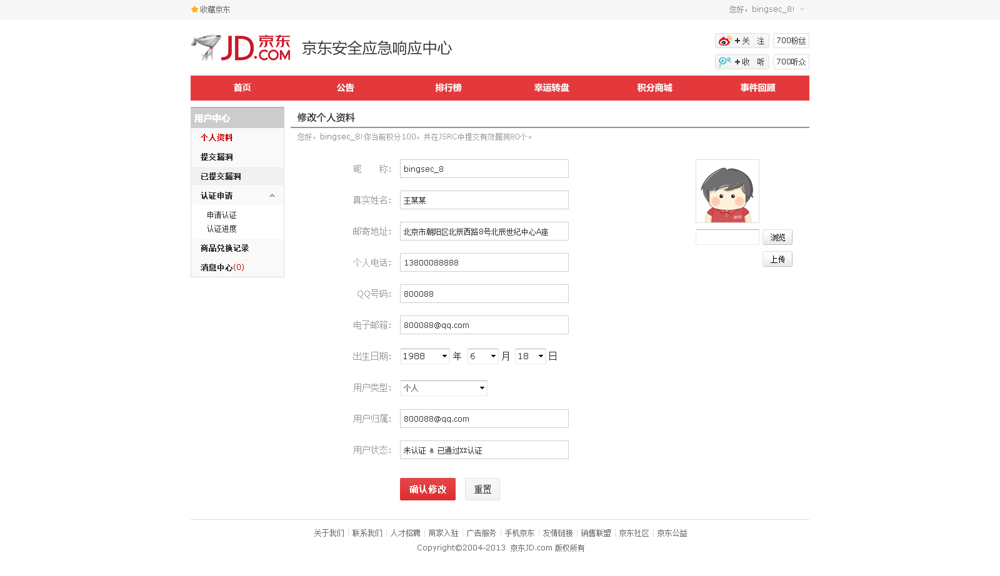 收藏京东
您好，bingsec_8!
JD.COM 京东 京东安全应急响应中心
+关 注 700粉丝
+收 听 700听众
首页 公告 排行榜 幸运转盘 积分商城 事件回顾
用户中心
个人资料
提交漏洞
已提交漏洞
认证申请
申请认证
认证进度
商品兑换记录
消息中心(0)
修改个人资料
您好，bingsec_8!你当前积分100，共在JSRC中提交有效漏洞80个。
昵 称: bingsec_8
真实姓名: 王某某
邮寄地址: 北京市朝阳区北辰西路8号北辰世纪中心A座
个人电话: 13800088888
QQ号码: 800088
电子邮箱: 800088@qq.com
出生日期: 1988 年 6 月 18 日
用户类型: 个人
用户归属: 800088@qq.com
用户状态: 未认证 & 已通过XX认证
确认修改 重置
浏览
上传
关于我们 | 联系我们 | 人才招聘 | 商家入驻 | 广告服务 | 手机京东 | 友情链接 | 销售联盟 | 京东社区 | 京东公益
Copyright©2004-2013 京东JD.com 版权所有